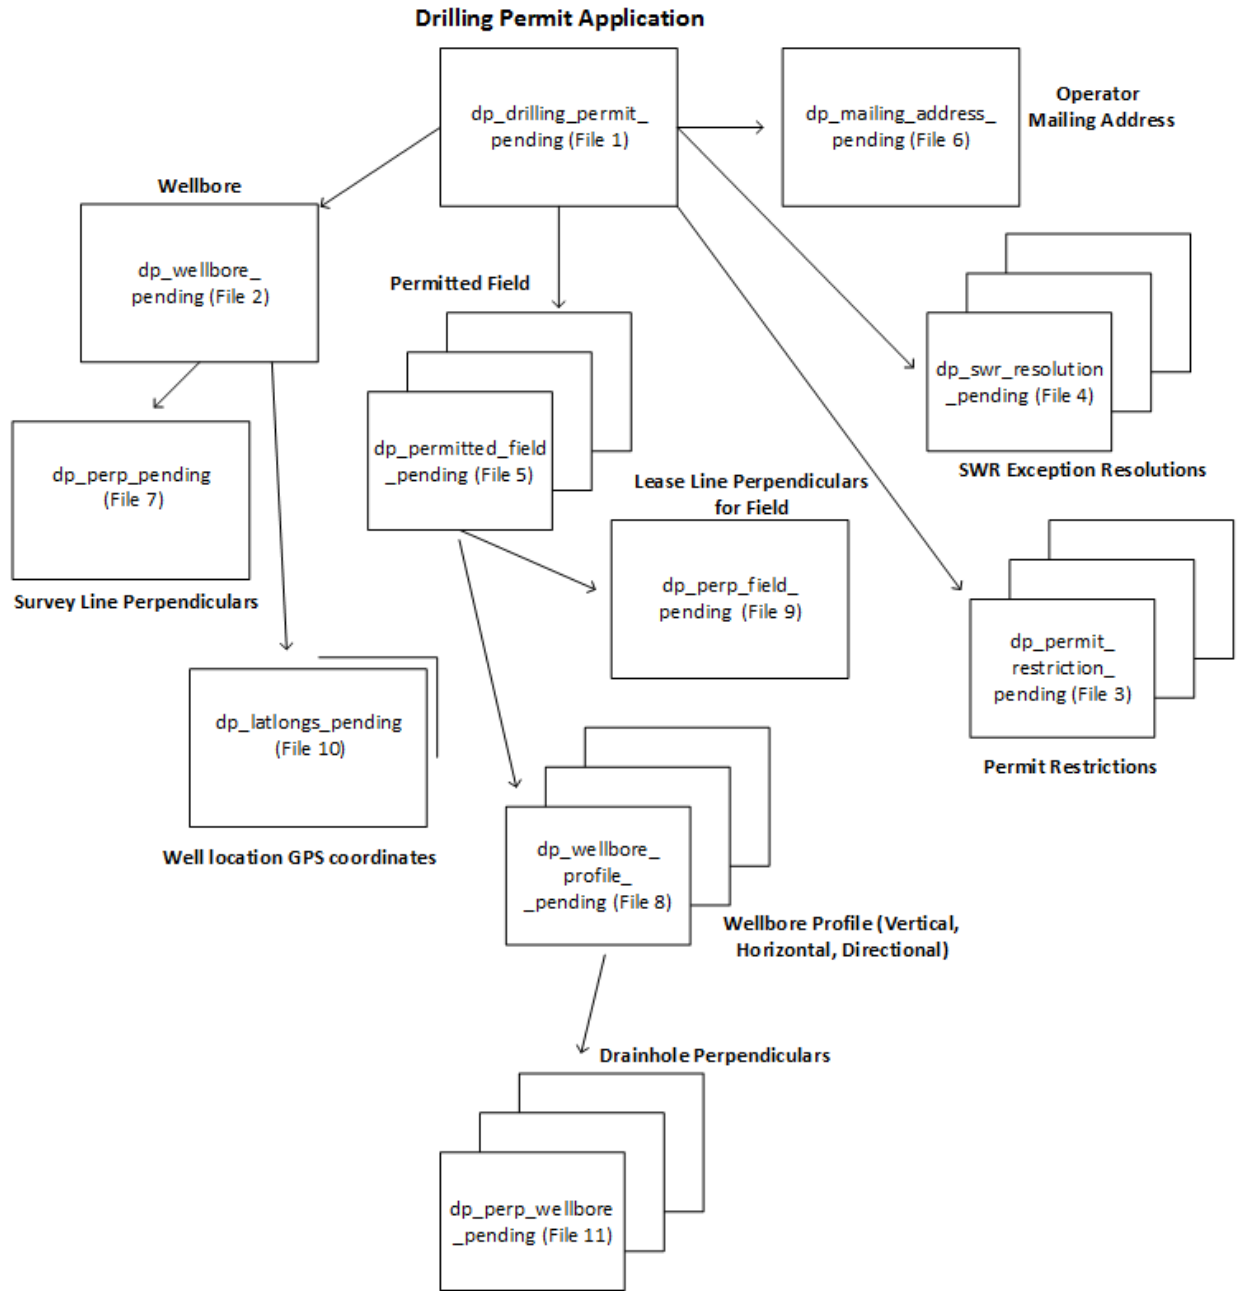 Drilling Permit Application
dp_drilling_permit_
pending (File 1)
dp_mailing_address_
pending (File 6)
Operator
Mailing Address
Wellbore
dp_wellbore_
pending (File 2)
Permitted Field
dp_permitted_field
_pending (File 5)
dp_swr_resolution
_pending (File 4)
SWR Exception Resolutions
dp_perp_pending
(File 7)
Survey Line Perpendiculars
Lease Line Perpendiculars
for Field
dp_perp_field_
pending (File 9)
dp_permit_
restriction_
pending (File 3)
Permit Restrictions
dp_latlongs_pending
(File 10)
Well location GPS coordinates
dp_wellbore_
profile_
_pending (File 8)
Wellbore Profile (Vertical,
Horizontal, Directional)
Drainhole Perpendiculars
dp_perp_wellbore
_pending (File 11)